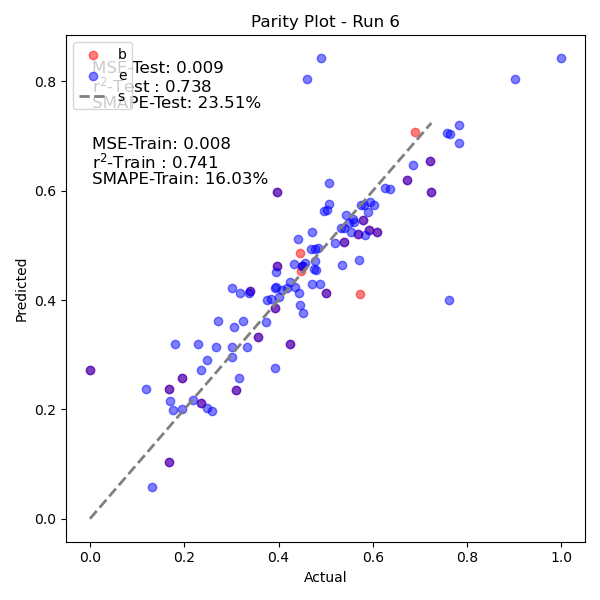 Parity Plot - Run 6
b
e
s
MSE-Test: 0.009
r²-Test : 0.738
SMAPE-Test: 23.51%
MSE-Train: 0.008
r²-Train : 0.741
SMAPE-Train: 16.03%
Predicted
0.8
0.6
0.4
0.2
0.0
0.0 0.2 0.4 0.6 0.8 1.0
Actual